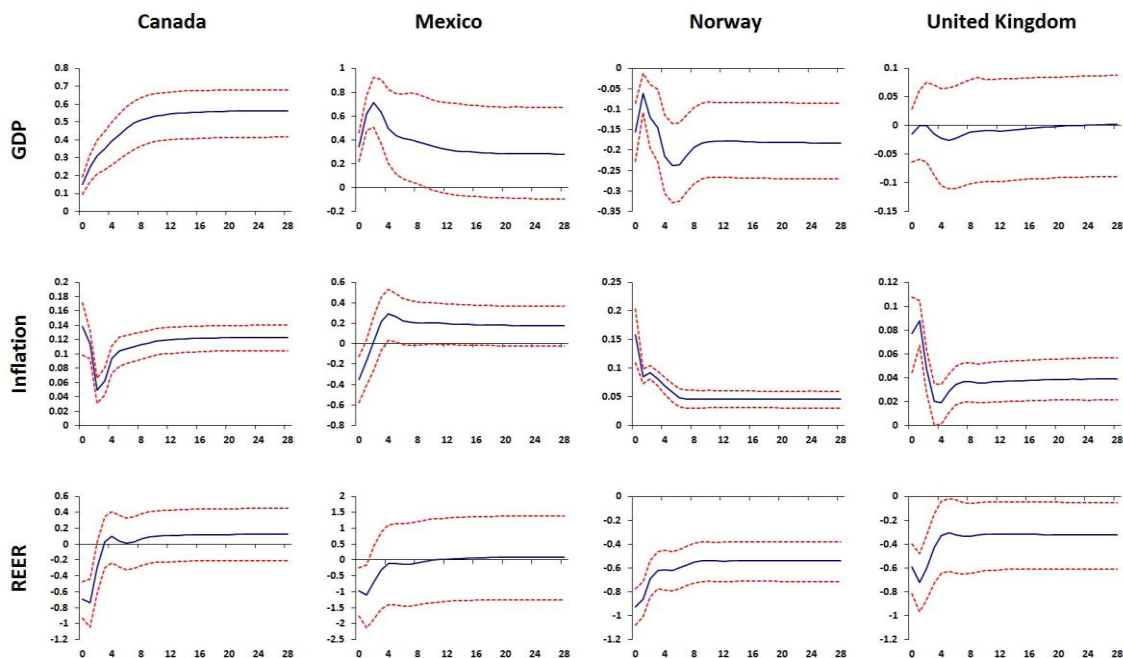 Canada Mexico Norway United Kingdom
GDP
0.8 1 0 0.1
0.7 0.8 -0.05 0.05
0.6 0.6 -0.1 0
0.5 0.4 -0.15 -0.05
0.4 0.2 -0.2 -0.1
0.3 0 -0.25 -0.15
0.2 -0.2 -0.3
0.1 -0.35
0
0 4 8 12 16 20 24 28 0 4 8 12 16 20 24 28 0 4 8 12 16 20 24 28 0 4 8 12 16 20 24 28
Inflation
0.2 0.6 0.25 0.12
0.18 0.4 0.2 0.1
0.16 0.2 0.15 0.08
0.14 0 0.1 0.06
0.12 -0.2 0.05 0.04
0.1 -0.4 0 0.02
0.08 -0.6 0
0.06 -0.8
0.04
0.02
0
0 4 8 12 16 20 24 28 0 4 8 12 16 20 24 28 0 4 8 12 16 20 24 28 0 4 8 12 16 20 24 28
REER
0.6 2 0 0
0.4 1.5 -0.2 -0.2
0.2 1 -0.4 -0.4
0 0.5 -0.6 -0.6
-0.2 0 -0.8 -0.8
-0.4 -0.5 -1 -1
-0.6 -1 -1.2 -1.2
-0.8 -1.5
-1 -2
-1.2 -2.5
0 4 8 12 16 20 24 28 0 4 8 12 16 20 24 28 0 4 8 12 16 20 24 28 0 4 8 12 16 20 24 28